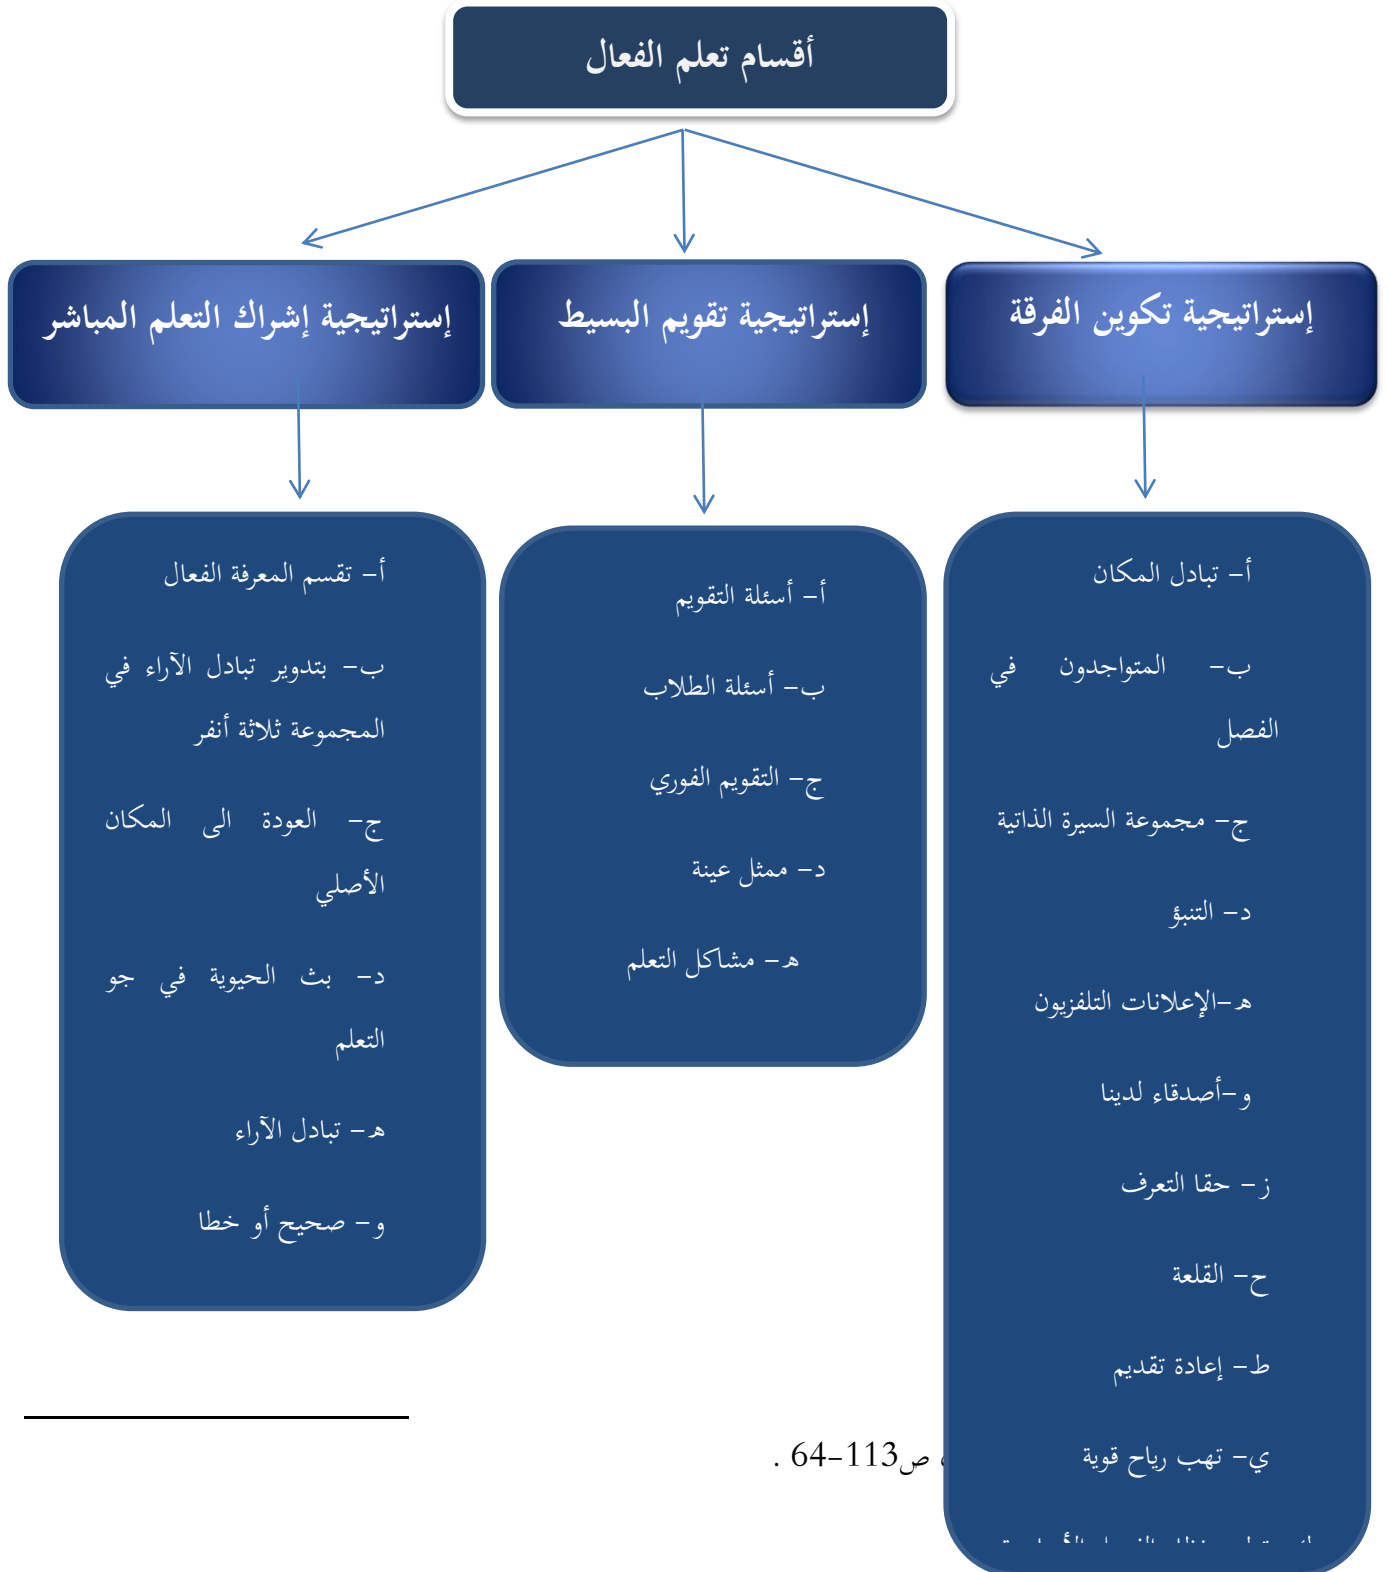 أقسام تعلم الفعال
إستراتيجية تكوين الفرقة
إستراتيجية تقويم البسيط
إستراتيجية إشراك التعلم المباشر
أ- تبادل المكان
ب- المتواجدون في
الفصل
ج- مجموعة السيرة الذاتية
د- التنبؤ
ه-الإعلانات التلفزيون
و-أصدقاء لدينا
ز- حقا التعرف
ح- القلعة
ط- إعادة تقديم
ي- تهب رياح قوية
أ- أسئلة التقويم
ب- أسئلة الطلاب
ج- التقويم الفوري
د- ممثل عينة
ه- مشاكل التعلم
أ- تقسم المعرفة الفعال
ب- بتدوير تبادل الآراء في
المجموعة ثلاثة أنفر
ج- العودة الى المكان
الأصلي
د- بث الحيوية في جو
التعلم
ه- تبادل الآراء
و- صحيح أو خطا
، ص113-64 .